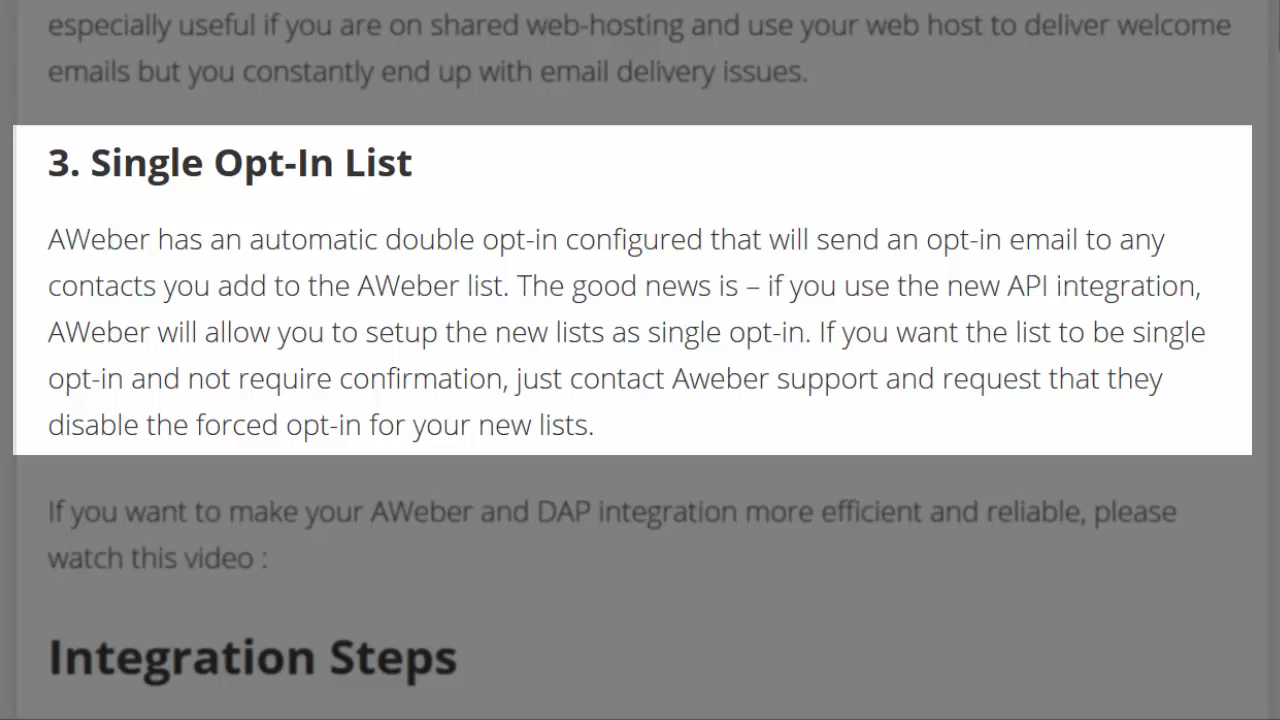 especially useful if you are on shared web-hosting and use your web host to deliver welcome
emails but you constantly end up with email delivery issues.
3. Single Opt-In List
AWeber has an automatic double opt-in configured that will send an opt-in email to any
contacts you add to the AWeber list. The good news is – if you use the new API integration,
AWeber will allow you to setup the new lists as single opt-in. If you want the list to be single
opt-in and not require confirmation, just contact Aweber support and request that they
disable the forced opt-in for your new lists.
If you want to make your AWeber and DAP integration more efficient and reliable, please
watch this video :
Integration Steps